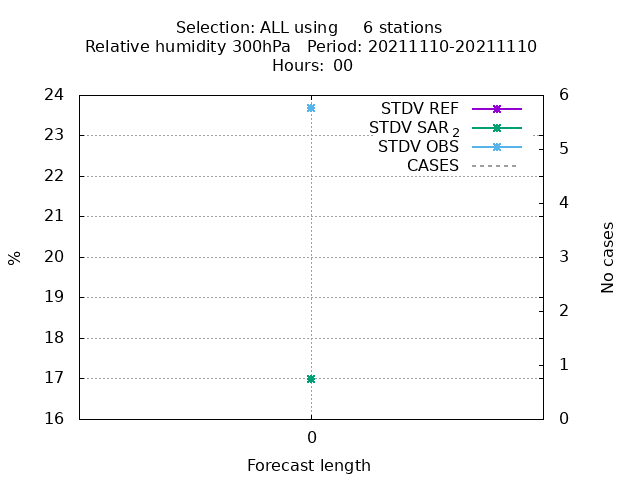 Selection: ALL using     6 stations
Relative humidity 300hPa   Period: 20211110-20211110
Hours:  00
24
23
22
21
20
19
18
17
16
%
6
5
4
3
2
1
0
No cases
STDV REF
STDV SAR 2
STDV OBS
CASES
0
Forecast length